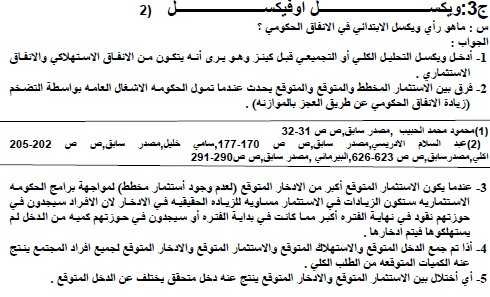 ج3:ويكســـــــــل اوفيكســـــــــــــل 2)
س : ماهو رأي ويكسل الابتدائي في الانفاق الحكومي ؟
الجواب :
1- أدخل ويكسل التحليل الكلي أو التجميعي قبل كينز وهو يرى أنه يتكون من الانفاق الاستهلاكي والانفاق
الاستثماري .
2- فرق بين الاستثمار المخطط والمتوقع والمتوقع يحدث عندما تمول الحكومه الاشغال العامه بواسطة التضخم
(زيادة الانفاق الحكومي عن طريق العجز بالموازنه) .
(1)محمود محمد الحبيب ,مصدر سابق,ص ص 31-32
(2)عبد السلام الادريسي,مصدر سابق,ص ص 170-177,سامي خليل,مصدر سابق,ص ص 202-205
اكلي,مصدرسابق,ص ص 623-626,البيرماني ,مصدر سابق,ص ص290-291
3- عندما يكون الاستثمار المتوقع أكبر من الادخار المتوقع (لعدم وجود أستثمار مخطط) لمواجهة برامج الحكومه
الاستثماريه ستكون الزيادات في الاستثمار مساويه للزياده الحقيقيه في الادخار لان الافراد سيجدون في
حوزتهم نقود في نهاية الفتره أكبر مما كانت في بداية الفتره أو سيجدون في حوزتهم كميه من الدخل لم
يستهلكوها فيتم أدخارها .
4- أذا تم جمع الدخل المتوقع والاستهلاك المتوقع والاستثمار المتوقع والادخار المتوقع لجميع افراد المجتمع ينتج
عنه الكميات المتوقعه من الطلب الكلي .
5- أي أختلال بين الاستثمار المتوقع والادخار المتوقع ينتج عنه دخل متحقق يختلف عن الدخل المتوقع .